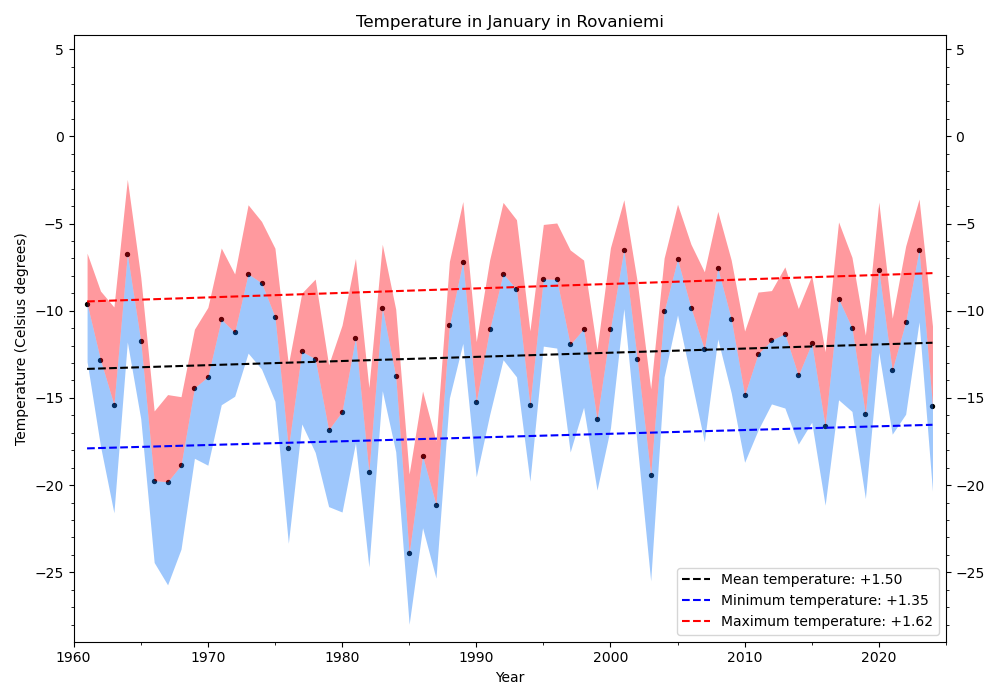 Temperature in January in Rovaniemi
Temperature (Celsius degrees)
5
0
−5
−10
−15
−20
−25
5
0
−5
−10
−15
−20
−25
Mean temperature: +1.50
Minimum temperature: +1.35
Maximum temperature: +1.62
1960 1970 1980 1990 2000 2010 2020
Year